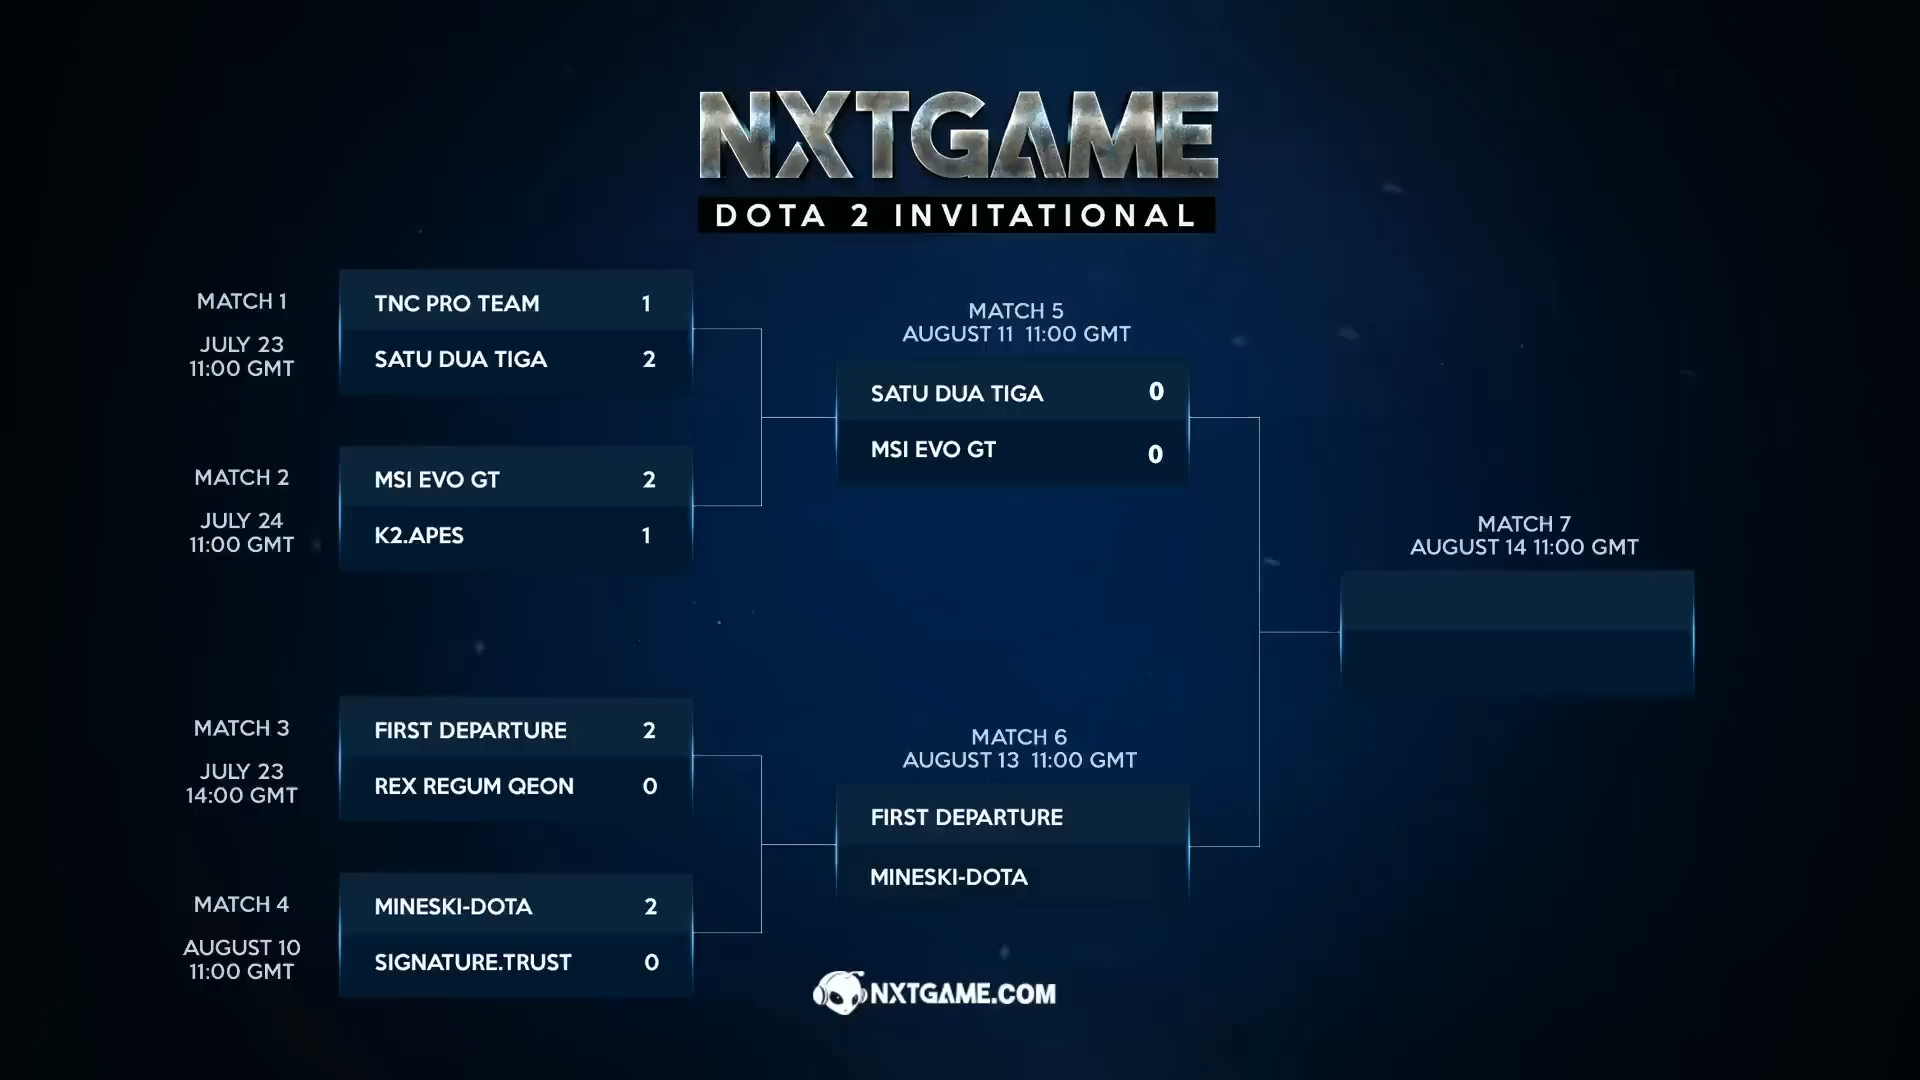 NXTGAME
DOTA 2 INVITATIONAL
MATCH 1
JULY 23
11:00 GMT
TNC PRO TEAM 1
SATU DUA TIGA 2
MATCH 2
JULY 24
11:00 GMT
MSI EVO GT 2
K2.APES 1
MATCH 3
JULY 23
14:00 GMT
FIRST DEPARTURE 2
REX REGUM QEON 0
MATCH 4
AUGUST 10
11:00 GMT
MINESKI-DOTA 2
SIGNATURE.TRUST 0
MATCH 5
AUGUST 11 11:00 GMT
SATU DUA TIGA 0
MSI EVO GT 0
MATCH 6
AUGUST 13 11:00 GMT
FIRST DEPARTURE
MINESKI-DOTA
MATCH 7
AUGUST 14 11:00 GMT
NXTGAME.COM